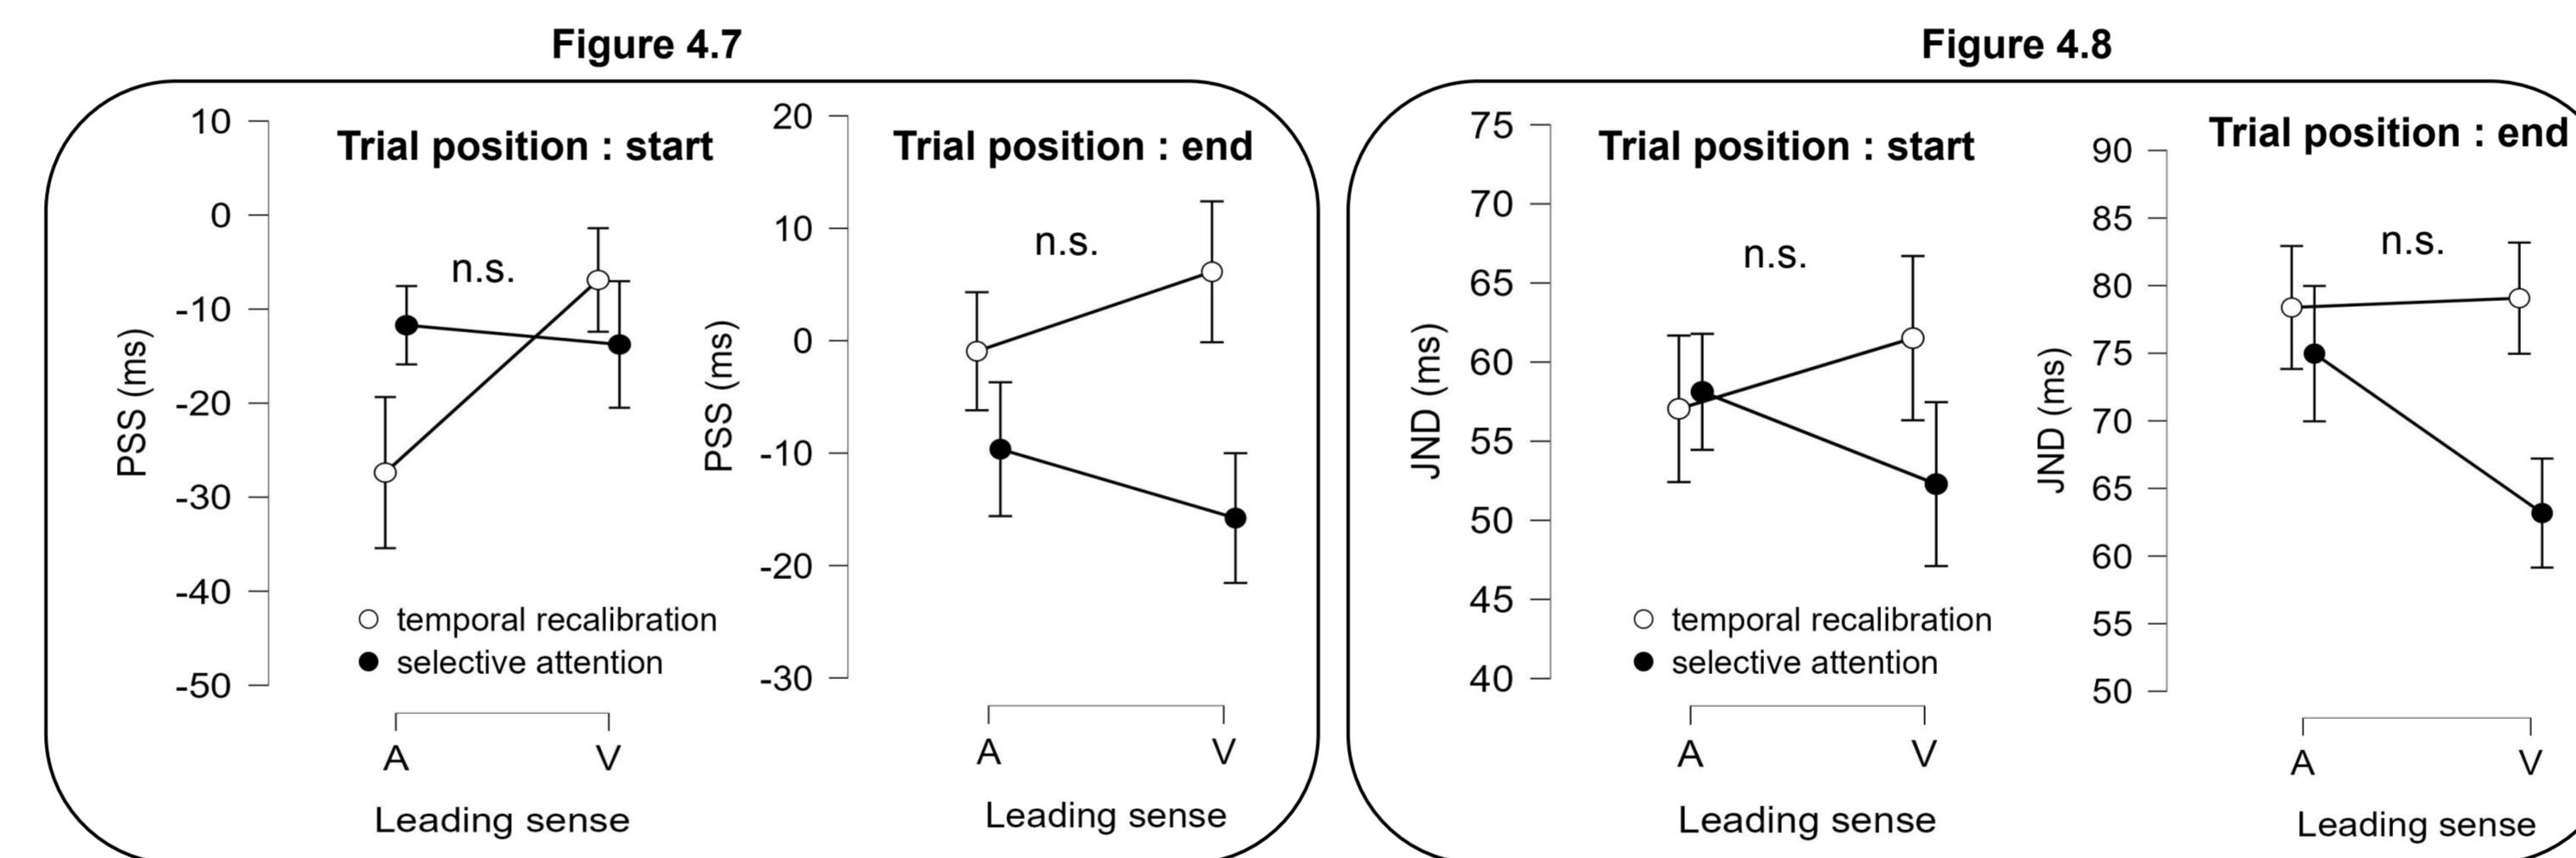 Figure 4.7
Trial position : start
10
0
-10
-20
-30
-40
-50
PSS (ms)
n.s.
temporal recalibration
selective attention
A V
Leading sense
Trial position : end
20
10
0
-10
-20
-30
PSS (ms)
n.s.
A V
Leading sense
Figure 4.8
Trial position : start
75
70
65
60
55
50
45
40
JND (ms)
n.s.
temporal recalibration
selective attention
A V
Leading sense
Trial position : end
90
85
80
75
70
65
60
55
50
JND (ms)
n.s.
A V
Leading sense